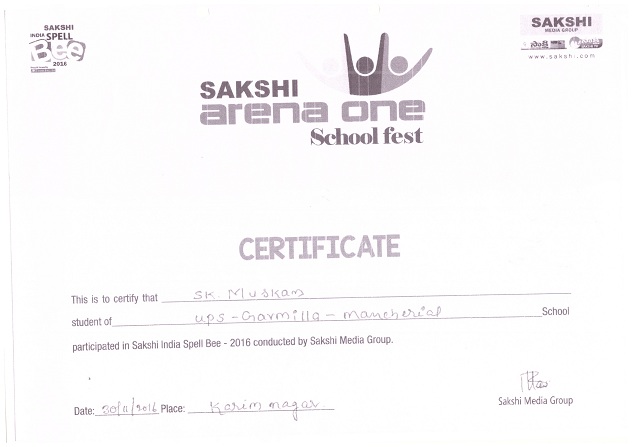 SAKSHI
INDIA SPELL
Bee
2016
SAKSHI
MEDIA GROUP
సాక్షి
www.sakshi.com
SAKSHI
arena one
School fest
CERTIFICATE
This is to certify that SK. Muskan
student of ups - Garmilla - mancherial School
participated in Sakshi India Spell Bee - 2016 conducted by Sakshi Media Group.
Date: 30/11/2016 Place: Karim nagar.
Sakshi Media Group